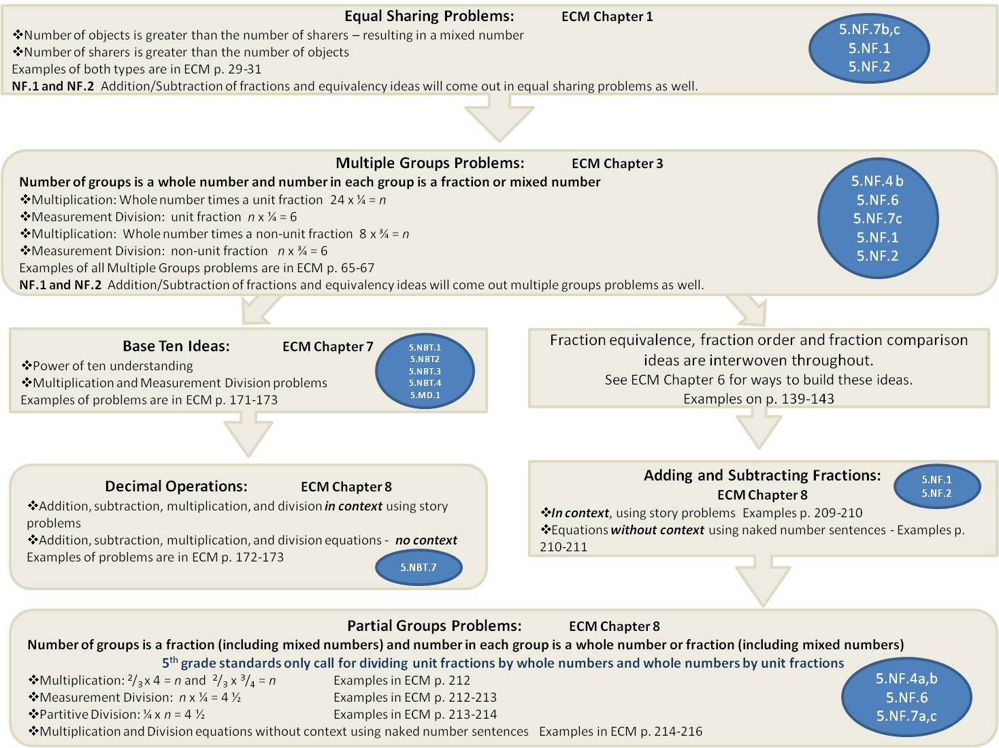 Equal Sharing Problems: ECM Chapter 1
❖Number of objects is greater than the number of sharers – resulting in a mixed number
❖Number of sharers is greater than the number of objects
Examples of both types are in ECM p. 29-31
NF.1 and NF.2 Addition/Subtraction of fractions and equivalency ideas will come out in equal sharing problems as well.
5.NF.7b,c
5.NF.1
5.NF.2
Multiple Groups Problems: ECM Chapter 3
Number of groups is a whole number and number in each group is a fraction or mixed number
❖Multiplication: Whole number times a unit fraction 24 x ¼ = n
❖Measurement Division: unit fraction n x ¼ = 6
❖Multiplication: Whole number times a non-unit fraction 8 x ¾ = n
❖Measurement Division: non-unit fraction n x ¾ = 6
Examples of all Multiple Groups problems are in ECM p. 65-67
NF.1 and NF.2 Addition/Subtraction of fractions and equivalency ideas will come out multiple groups problems as well.
5.NF.4 b
5.NF.6
5.NF.7c
5.NF.1
5.NF.2
Base Ten Ideas: ECM Chapter 7
❖Power of ten understanding
❖Multiplication and Measurement Division problems
Examples of problems are in ECM p. 171-173
5.NBT.1
5.NBT2
5.NBT.3
5.NBT.4
5.MD.1
Fraction equivalence, fraction order and fraction comparison
ideas are interwoven throughout.
See ECM Chapter 6 for ways to build these ideas.
Examples on p. 139-143
Decimal Operations: ECM Chapter 8
❖Addition, subtraction, multiplication, and division in context using story
problems
❖Addition, subtraction, multiplication, and division equations - no context
Examples of problems are in ECM p. 172-173
5.NBT.7
Adding and Subtracting Fractions:
ECM Chapter 8
❖In context, using story problems Examples p. 209-210
❖Equations without context using naked number sentences - Examples p.
210-211
5.NF.1
5.NF.2
Partial Groups Problems: ECM Chapter 8
Number of groups is a fraction (including mixed numbers) and number in each group is a whole number or fraction (including mixed numbers)
5th grade standards only call for dividing unit fractions by whole numbers and whole numbers by unit fractions
❖Multiplication: 2/3 x 4 = n and 2/3 x 3/4 = n Examples in ECM p. 212
❖Measurement Division: n x ¼ = 4 ½ Examples in ECM p. 212-213
❖Partitive Division: ¼ x n = 4 ½ Examples in ECM p. 213-214
❖Multiplication and Division equations without context using naked number sentences Examples in ECM p. 214-216
5.NF.4a,b
5.NF.6
5.NF.7a,c